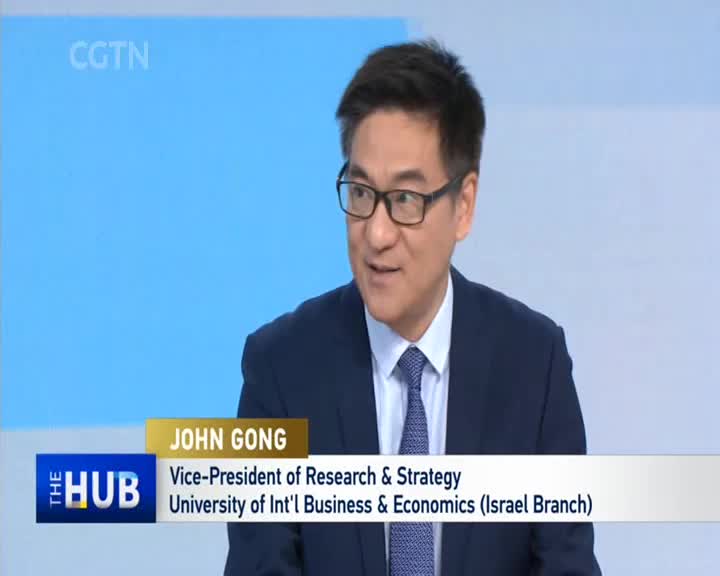 CGTN
JOHN GONG
THE HUB
Vice-President of Research & Strategy
University of Int'l Business & Economics (Israel Branch)